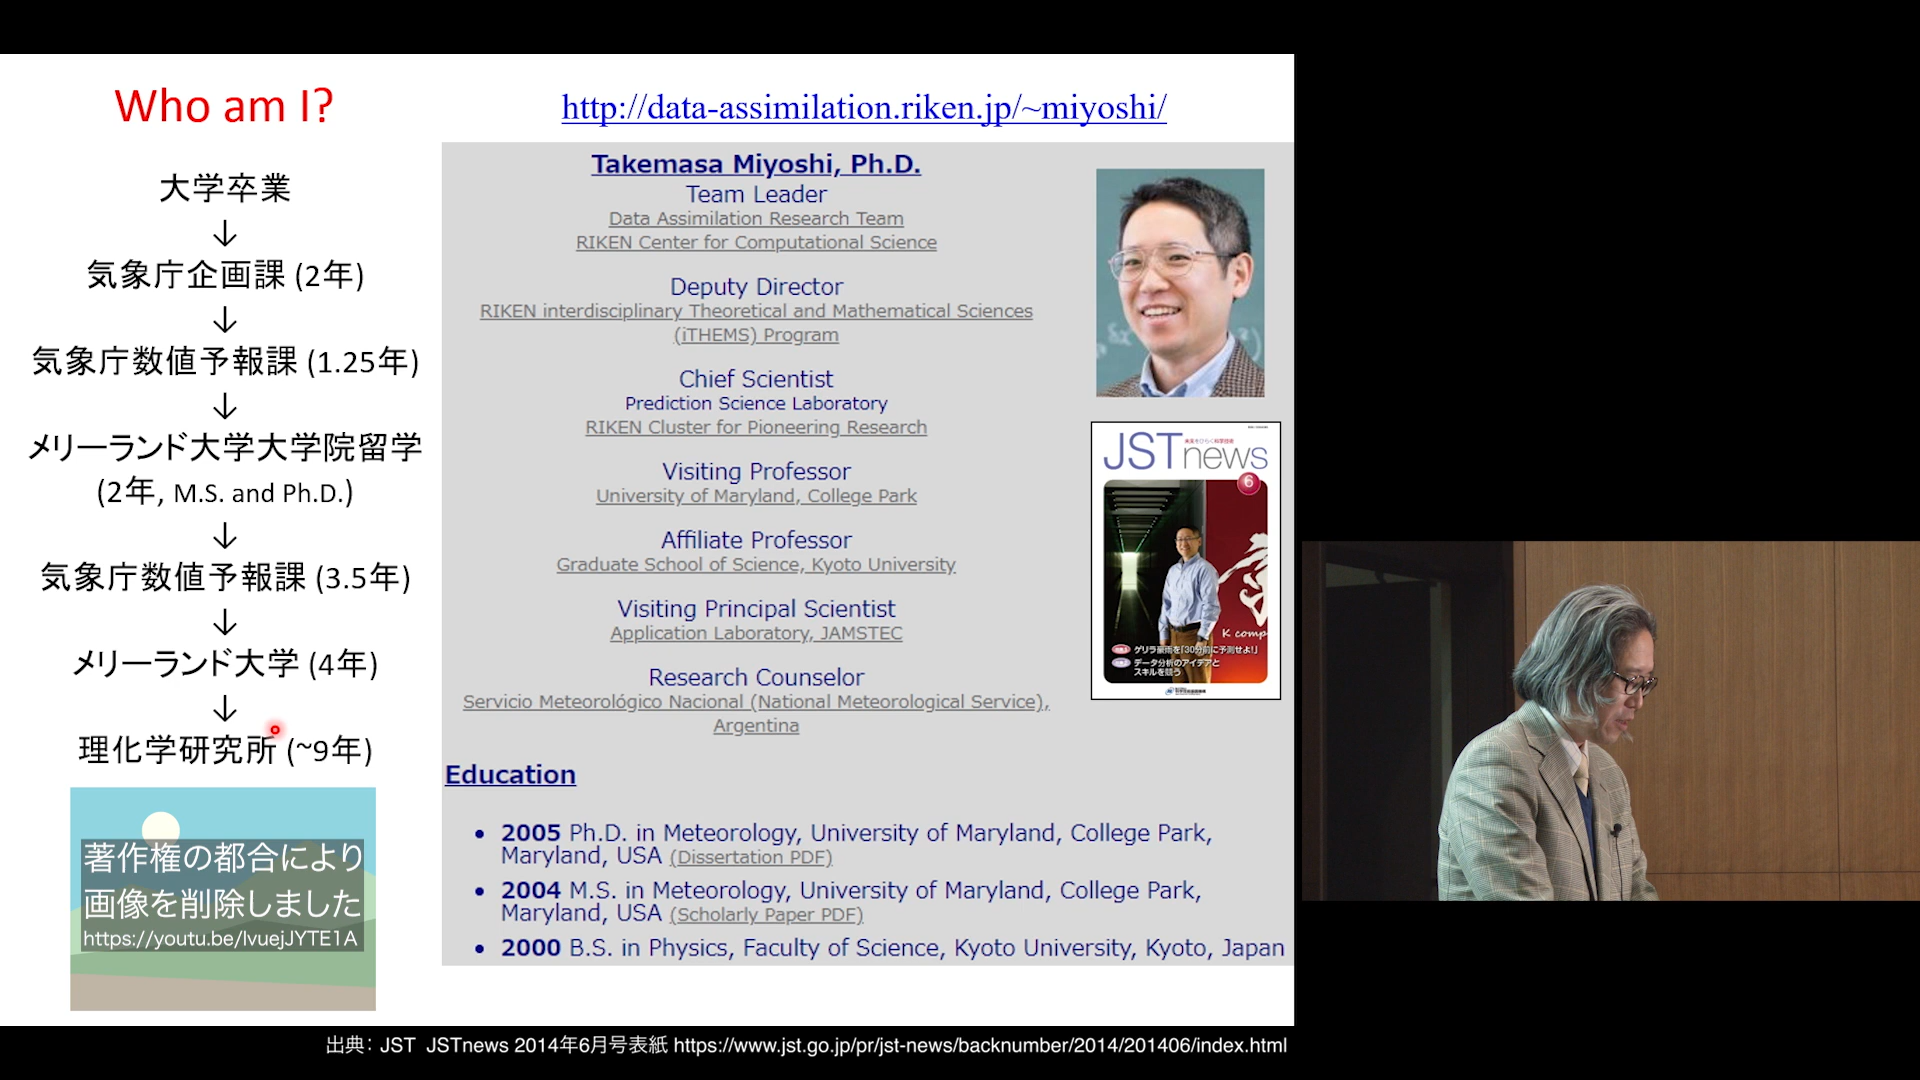 Who am I?
大学卒業
↓
気象庁企画課 (2年)
↓
気象庁数値予報課 (1.25年)
↓
メリーランド大学大学院留学
(2年, M.S. and Ph.D.)
↓
気象庁数値予報課 (3.5年)
↓
メリーランド大学 (4年)
↓
理化学研究所 (~9年)
著作権の都合により
画像を削除しました
https://youtu.be/lvuejJYTE1A
http://data-assimilation.riken.jp/~miyoshi/
Takemasa Miyoshi, Ph.D.
Team Leader
Data Assimilation Research Team
RIKEN Center for Computational Science
Deputy Director
RIKEN interdisciplinary Theoretical and Mathematical Sciences
(iTHEMS) Program
Chief Scientist
Prediction Science Laboratory
RIKEN Cluster for Pioneering Research
Visiting Professor
University of Maryland, College Park
Affiliate Professor
Graduate School of Science, Kyoto University
Visiting Principal Scientist
Application Laboratory, JAMSTEC
Research Counselor
Servicio Meteorológico Nacional (National Meteorological Service),
Argentina
Education
• 2005 Ph.D. in Meteorology, University of Maryland, College Park,
Maryland, USA (Dissertation PDF)
• 2004 M.S. in Meteorology, University of Maryland, College Park,
Maryland, USA (Scholarly Paper PDF)
• 2000 B.S. in Physics, Faculty of Science, Kyoto University, Kyoto, Japan
JSTnews
6
K comp
ゲリラ豪雨を「30分前に予測せよ!」
データ分析のアイデアと
スキルを競う
出典: JST JSTnews 2014年6月号表紙 https://www.jst.go.jp/pr/jst-news/backnumber/2014/201406/index.html